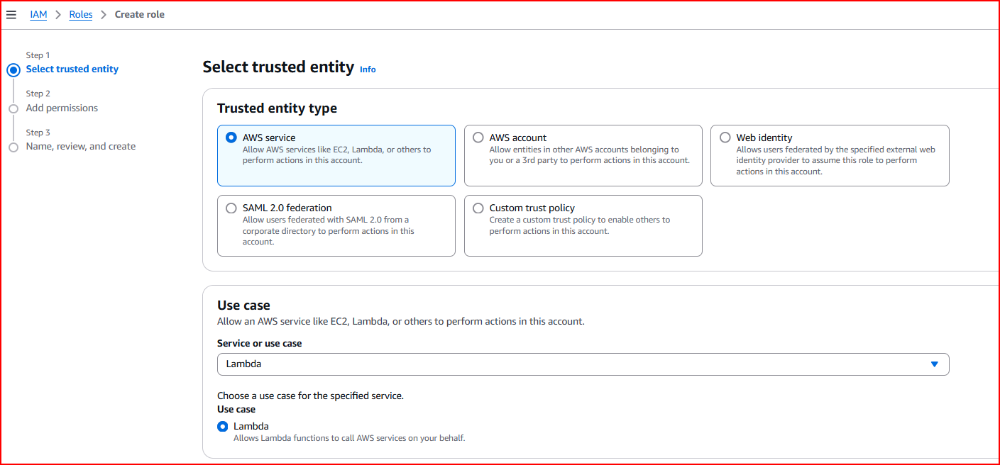 IAM > Roles > Create role
Step 1
Select trusted entity
Step 2
Add permissions
Step 3
Name, review, and create
Select trusted entity Info
Trusted entity type
AWS service
Allow AWS services like EC2, Lambda, or others to
perform actions in this account.
AWS account
Allow entities in other AWS accounts belonging to
you or a 3rd party to perform actions in this account.
Web identity
Allows users federated by the specified external web
identity provider to assume this role to perform
actions in this account.
SAML 2.0 federation
Allow users federated with SAML 2.0 from a
corporate directory to perform actions in this
account.
Custom trust policy
Create a custom trust policy to enable others to
perform actions in this account.
Use case
Allow an AWS service like EC2, Lambda, or others to perform actions in this account.
Service or use case
Lambda
Choose a use case for the specified service.
Use case
Lambda
Allows Lambda functions to call AWS services on your behalf.